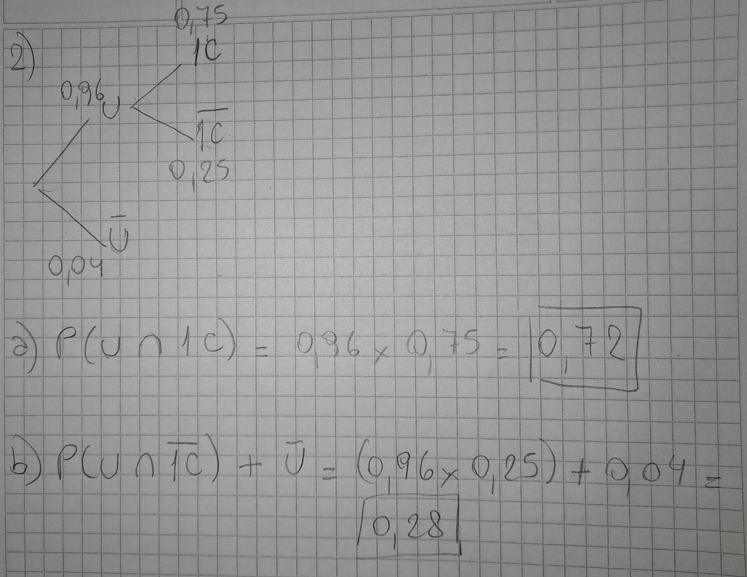 2)
0,75
1C
0,96 U
1C̅
0,25
Ū
0,04
a) P(U ∩ 1C) = 0,96 × 0,75 = 0,72
b) P(U ∩ 1C̅) + Ū = (0,96 × 0,25) + 0,04 =
0,28